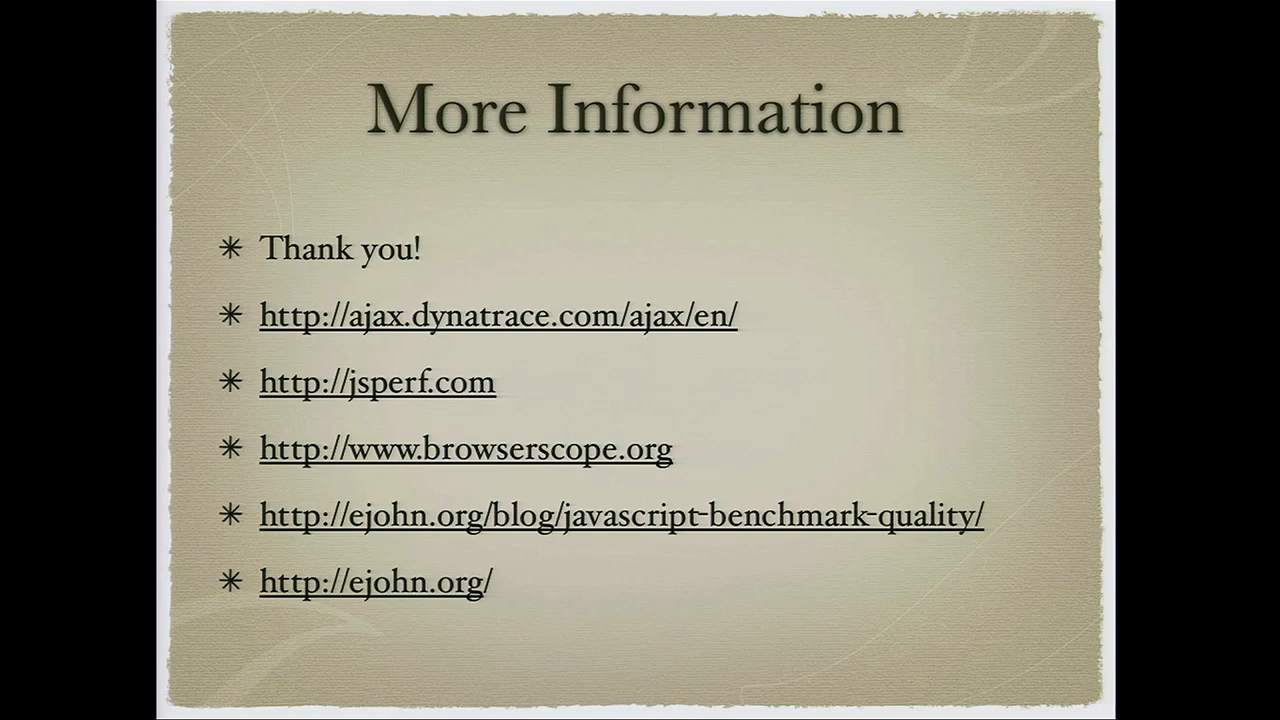 More Information
✳ Thank you!
✳ http://ajax.dynatrace.com/ajax/en/
✳ http://jsperf.com
✳ http://www.browserscope.org
✳ http://ejohn.org/blog/javascript-benchmark-quality/
✳ http://ejohn.org/